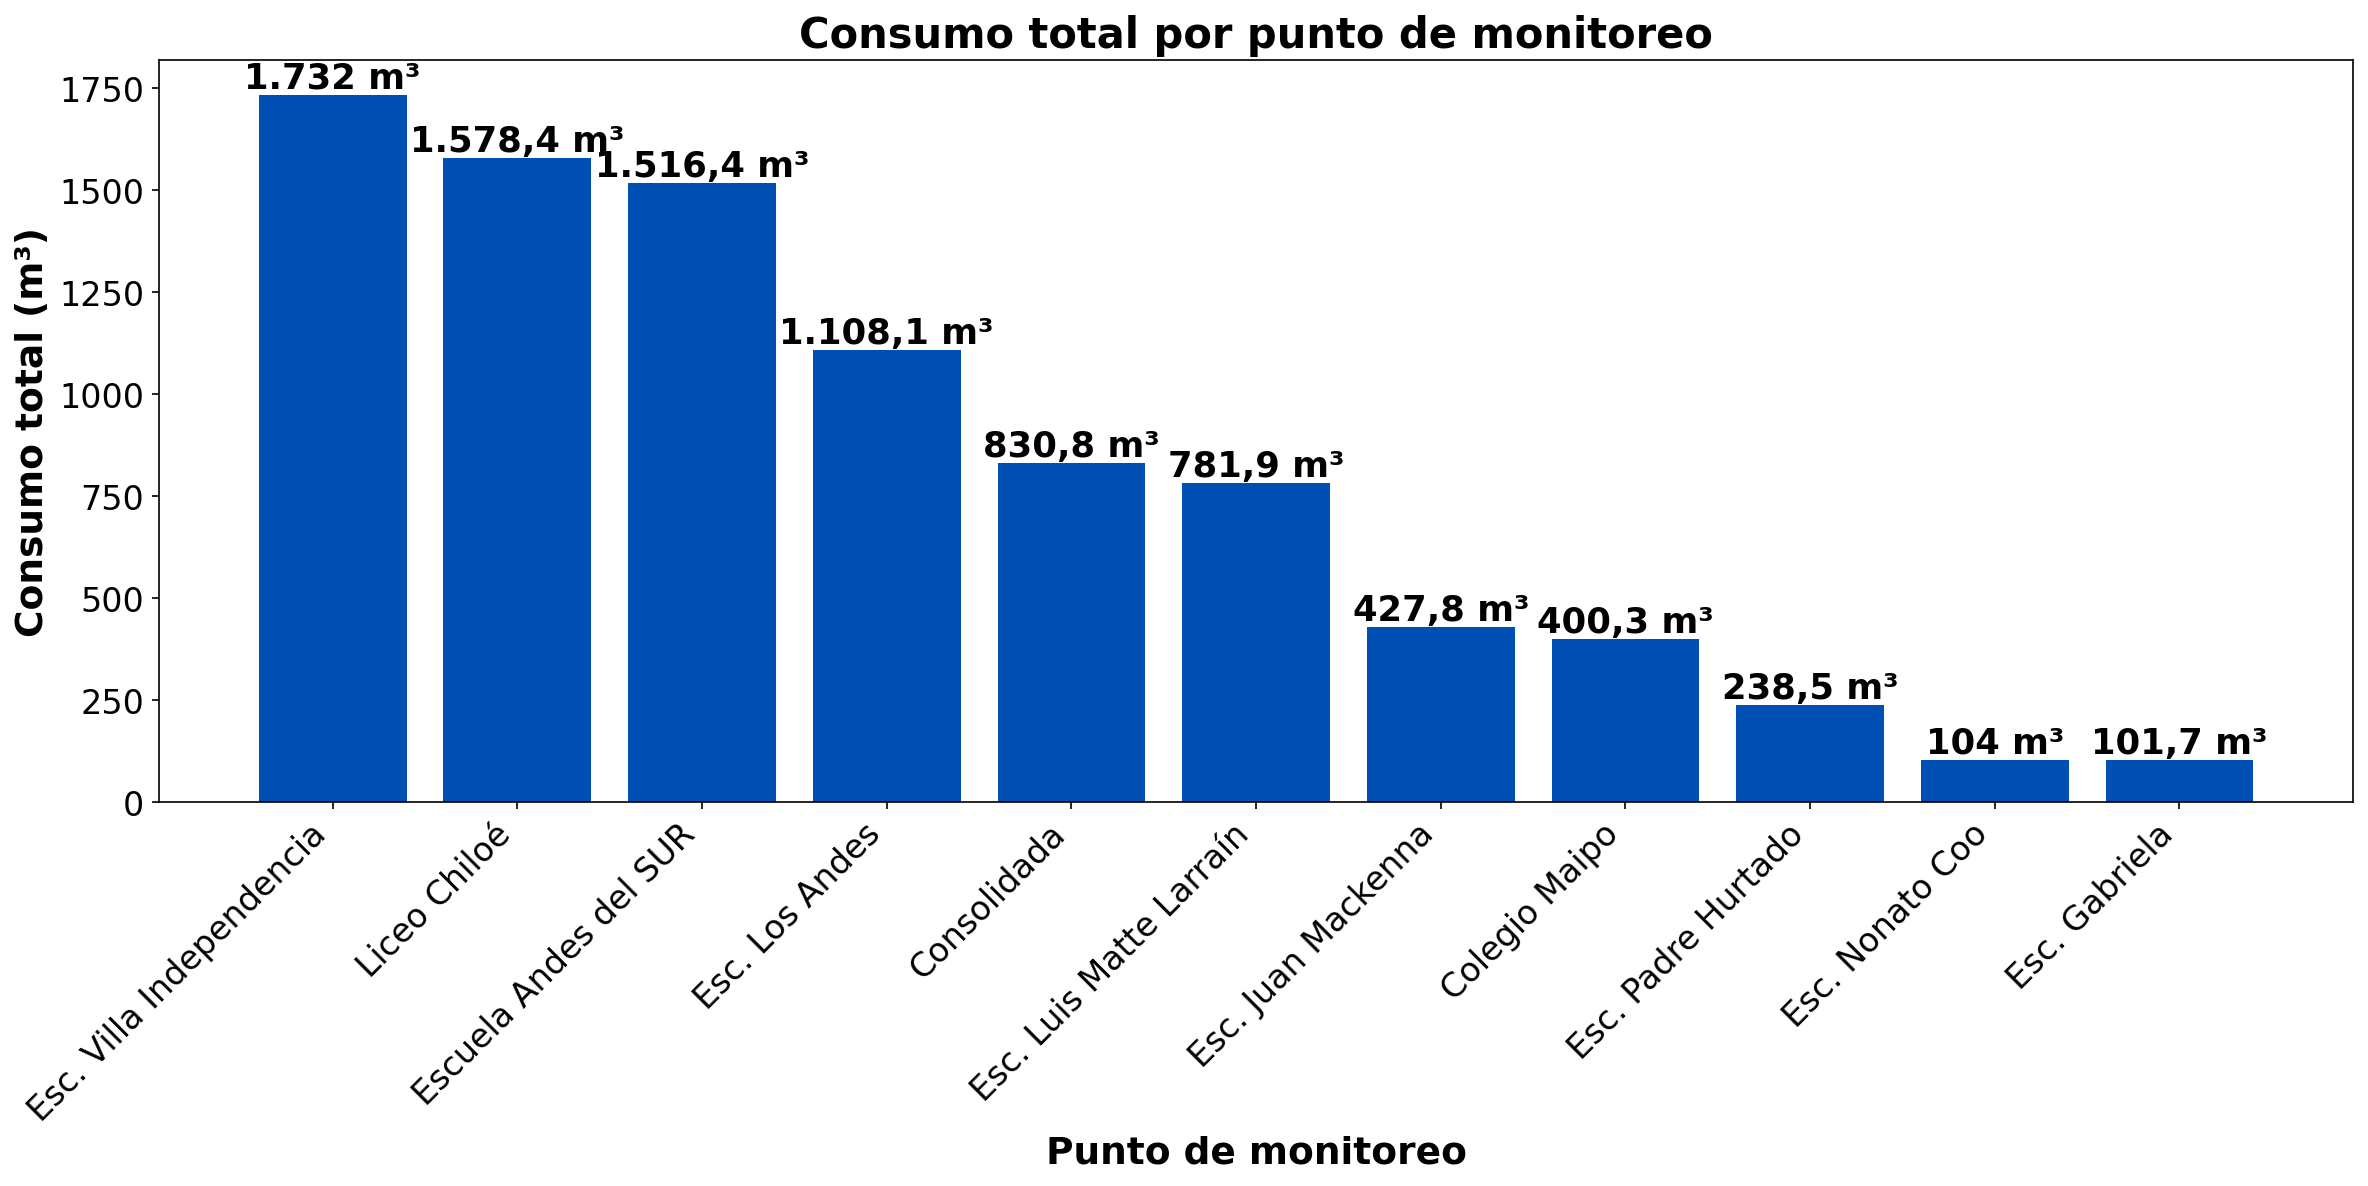 Consumo total por punto de monitoreo
Consumo total (m³)
1750
1500
1250
1000
750
500
250
0
1.732 m³
1.578,4 m³
1.516,4 m³
1.108,1 m³
830,8 m³
781,9 m³
427,8 m³
400,3 m³
238,5 m³
104 m³
101,7 m³
Esc. Villa Independencia
Liceo Chiloé
Escuela Andes del SUR
Esc. Los Andes
Consolidada
Esc. Luis Matte Larraín
Esc. Juan Mackenna
Colegio Maipo
Esc. Padre Hurtado
Esc. Nonato Coo
Esc. Gabriela
Punto de monitoreo